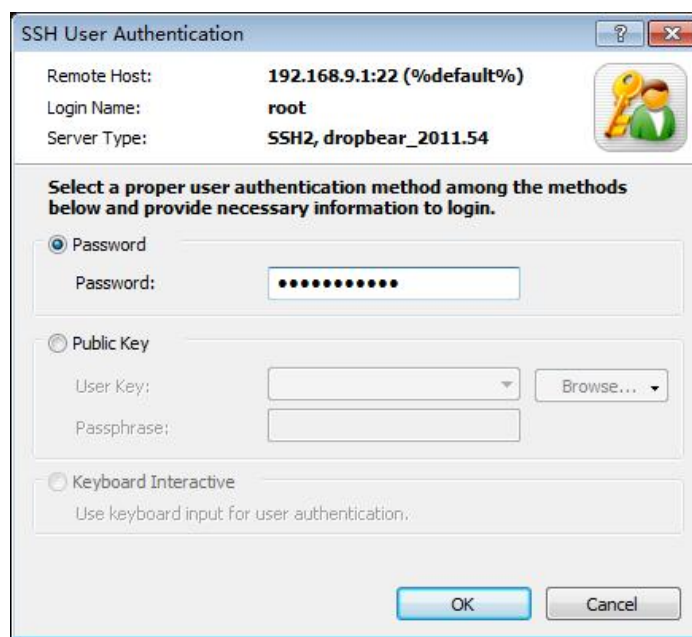 SSH User Authentication
Remote Host: 192.168.9.1:22 (%default%)
Login Name: root
Server Type: SSH2, dropbear_2011.54
Select a proper user authentication method among the methods
below and provide necessary information to login.
Password
Password: •••••••••••
Public Key
User Key: Browse...
Passphrase:
Keyboard Interactive
Use keyboard input for user authentication.
OK Cancel